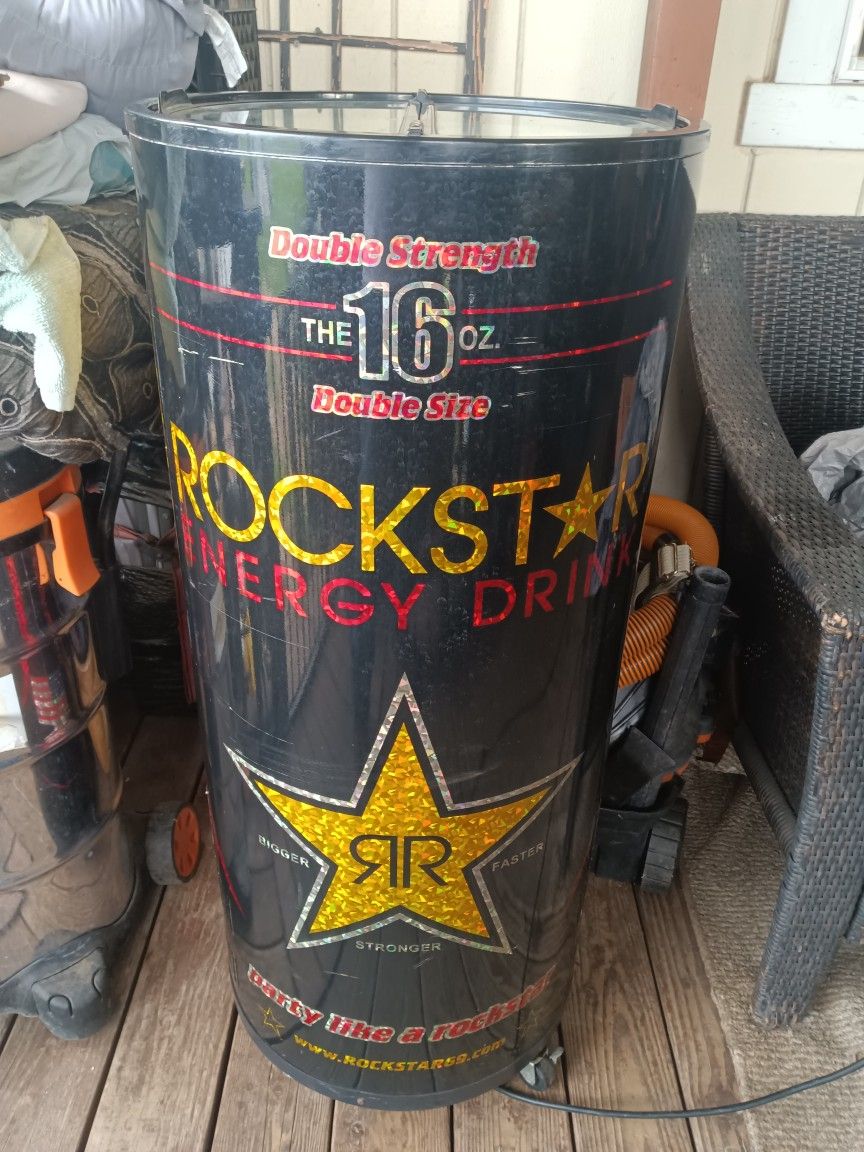 Double Strength
THE 16 OZ.
Double Size
ROCKSTAR
ENERGY DRINK
RR
BIGGER
FASTER
STRONGER
party like a rockstar
www.ROCKSTAR69.com